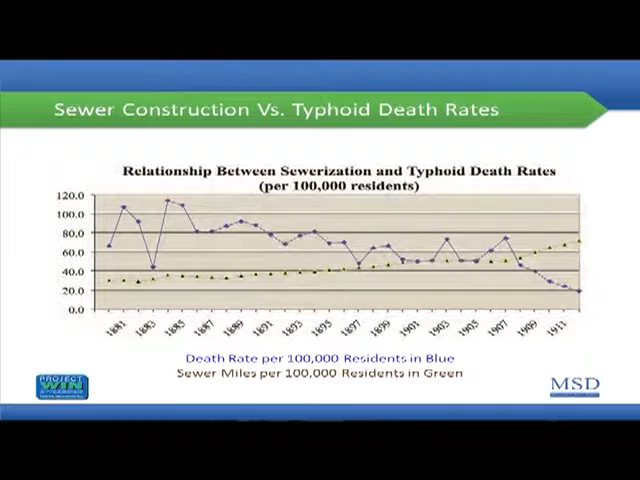 Sewer Construction Vs. Typhoid Death Rates
Relationship Between Sewerization and Typhoid Death Rates
(per 100,000 residents)
120.0
100.0
80.0
60.0
40.0
20.0
0.0
1881 1883 1885 1887 1889 1891 1893 1895 1897 1899 1901 1903 1905 1907 1909 1911
Death Rate per 100,000 Residents in Blue
Sewer Miles per 100,000 Residents in Green
PROJECT
WIN
MSD